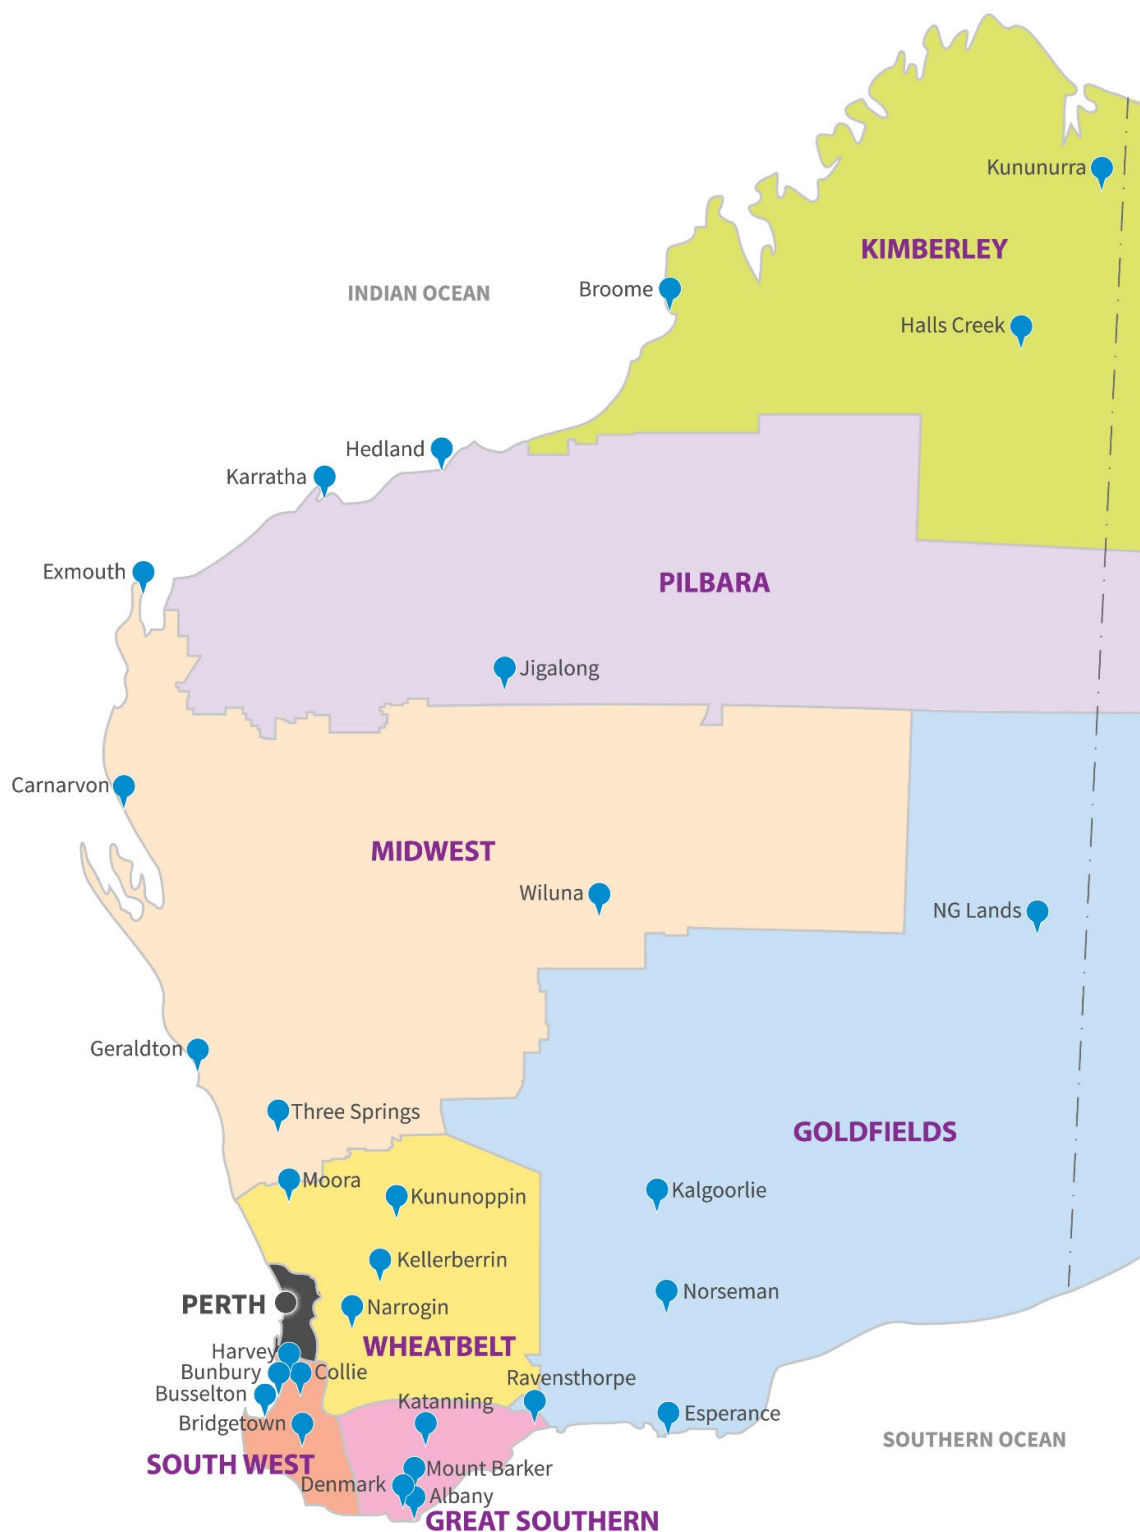 Kununurra
KIMBERLEY
Broome
INDIAN OCEAN
Halls Creek
Hedland
Karratha
Exmouth
PILBARA
Jigalong
Carnarvon
MIDWEST
Wiluna
NG Lands
Geraldton
Three Springs
GOLDFIELDS
Moora
Kununoppin
Kalgoorlie
Kellerberrin
Norseman
PERTH
Narrogin
WHEATBELT
Harvey
Bunbury
Collie
Ravensthorpe
Busselton
Katanning
Esperance
Bridgetown
SOUTHERN OCEAN
SOUTH WEST
Mount Barker
Denmark
Albany
GREAT SOUTHERN